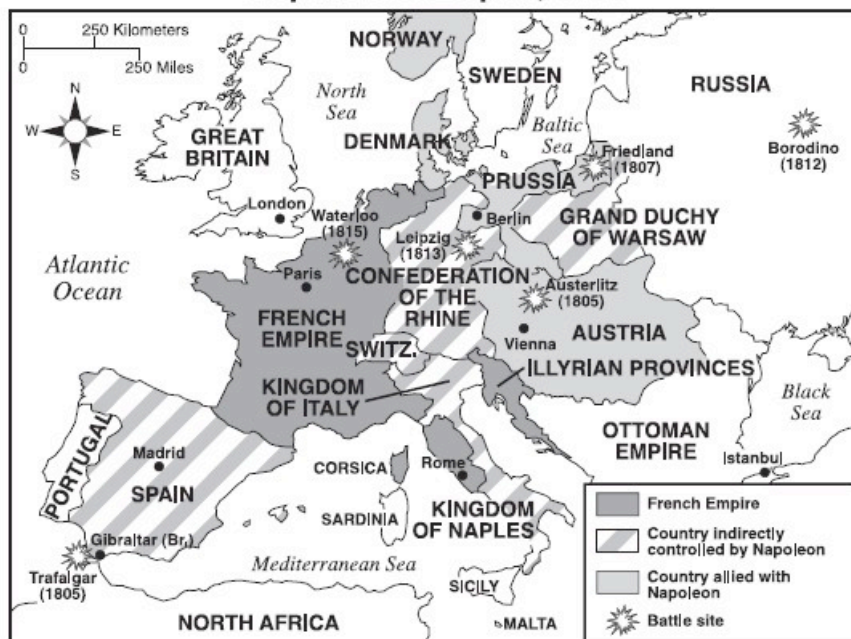 0 250 Kilometers
0 250 Miles
N
W E
S
NORWAY
SWEDEN
RUSSIA
North
Sea
GREAT
BRITAIN
DENMARK
Baltic
Sea
Friedland
(1807)
Borodino
(1812)
PRUSSIA
London
Waterloo
(1815)
Berlin
GRAND DUCHY
OF WARSAW
Leipzig
(1813)
Atlantic
Ocean
Paris
CONFEDERATION
OF THE
RHINE
Austerlitz
(1805)
FRENCH
EMPIRE
Vienna
AUSTRIA
SWITZ.
ILLYRIAN PROVINCES
KINGDOM
OF ITALY
Black
Sea
OTTOMAN
EMPIRE
Istanbul
PORTUGAL
Madrid
SPAIN
CORSICA
Rome
SARDINIA
KINGDOM
OF NAPLES
Gibraltar (Br.)
Trafalgar
(1805)
Mediterranean Sea
SICILY
MALTA
NORTH AFRICA
French Empire
Country indirectly
controlled by Napoleon
Country allied with
Napoleon
Battle site